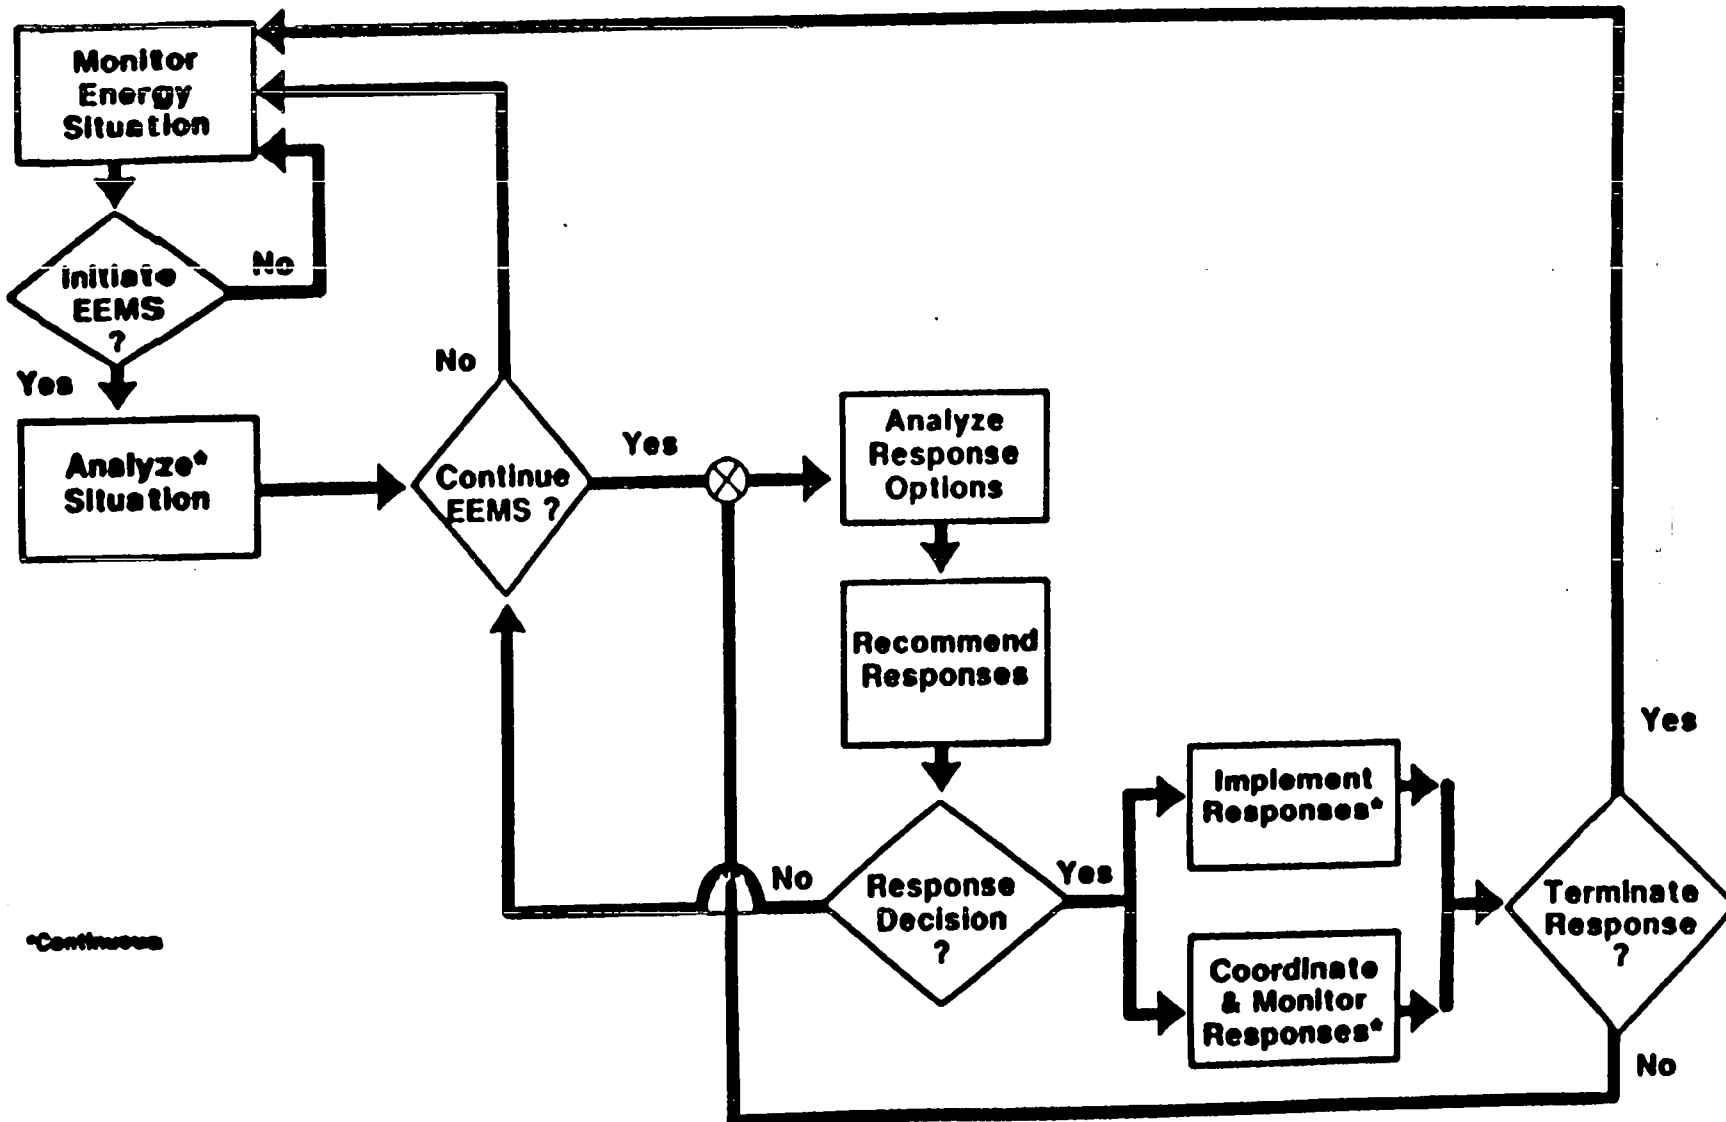 Monitor
Energy
Situation
Initiate
EEMS
?
No
Yes
Analyze*
Situation
No
Continue
EEMS ?
Yes
Analyze
Response
Options
Recommend
Responses
Response
Decision
?
No
Yes
Implement
Responses*
Coordinate
& Monitor
Responses*
Terminate
Response
?
Yes
No
*Continuous